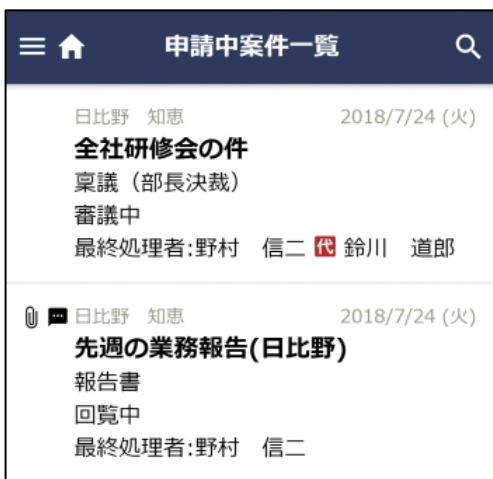 申請中案件一覧
日比野　知恵 2018/7/24 (火)
全社研修会の件
稟議（部長決裁）
審議中
最終処理者:野村　信二 代 鈴川　道郎
日比野　知恵 2018/7/24 (火)
先週の業務報告(日比野)
報告書
回覧中
最終処理者:野村　信二